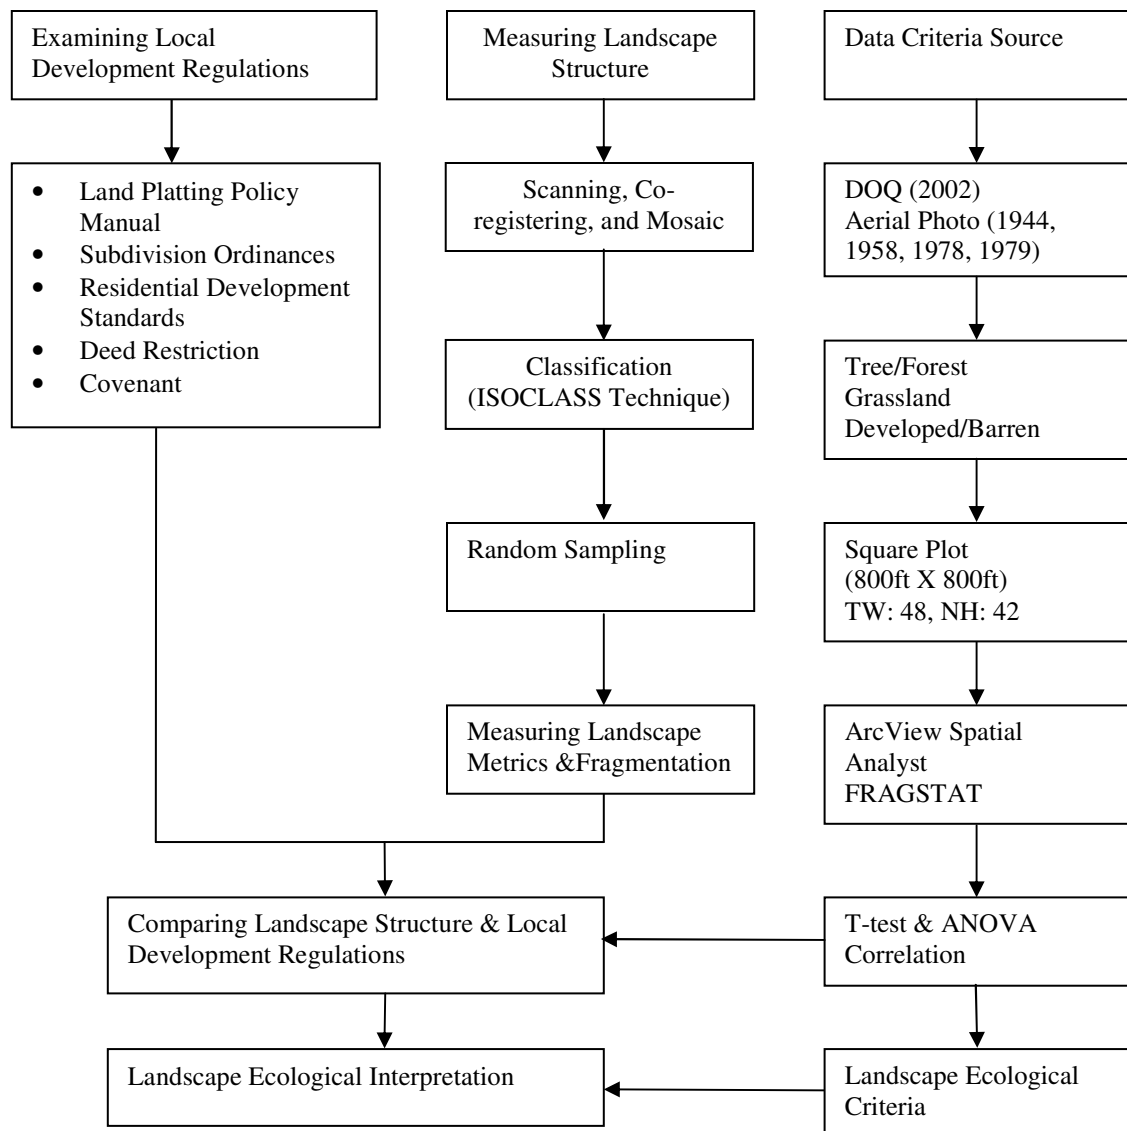 Examining Local
Development Regulations
• Land Platting Policy
Manual
• Subdivision Ordinances
• Residential Development
Standards
• Deed Restriction
• Covenant
Measuring Landscape
Structure
Scanning, Co-
registering, and Mosaic
Classification
(ISOCLASS Technique)
Random Sampling
Measuring Landscape
Metrics &Fragmentation
Data Criteria Source
DOQ (2002)
Aerial Photo (1944,
1958, 1978, 1979)
Tree/Forest
Grassland
Developed/Barren
Square Plot
(800ft X 800ft)
TW: 48, NH: 42
ArcView Spatial
Analyst
FRAGSTAT
Comparing Landscape Structure & Local
Development Regulations
T-test & ANOVA
Correlation
Landscape Ecological Interpretation
Landscape Ecological
Criteria